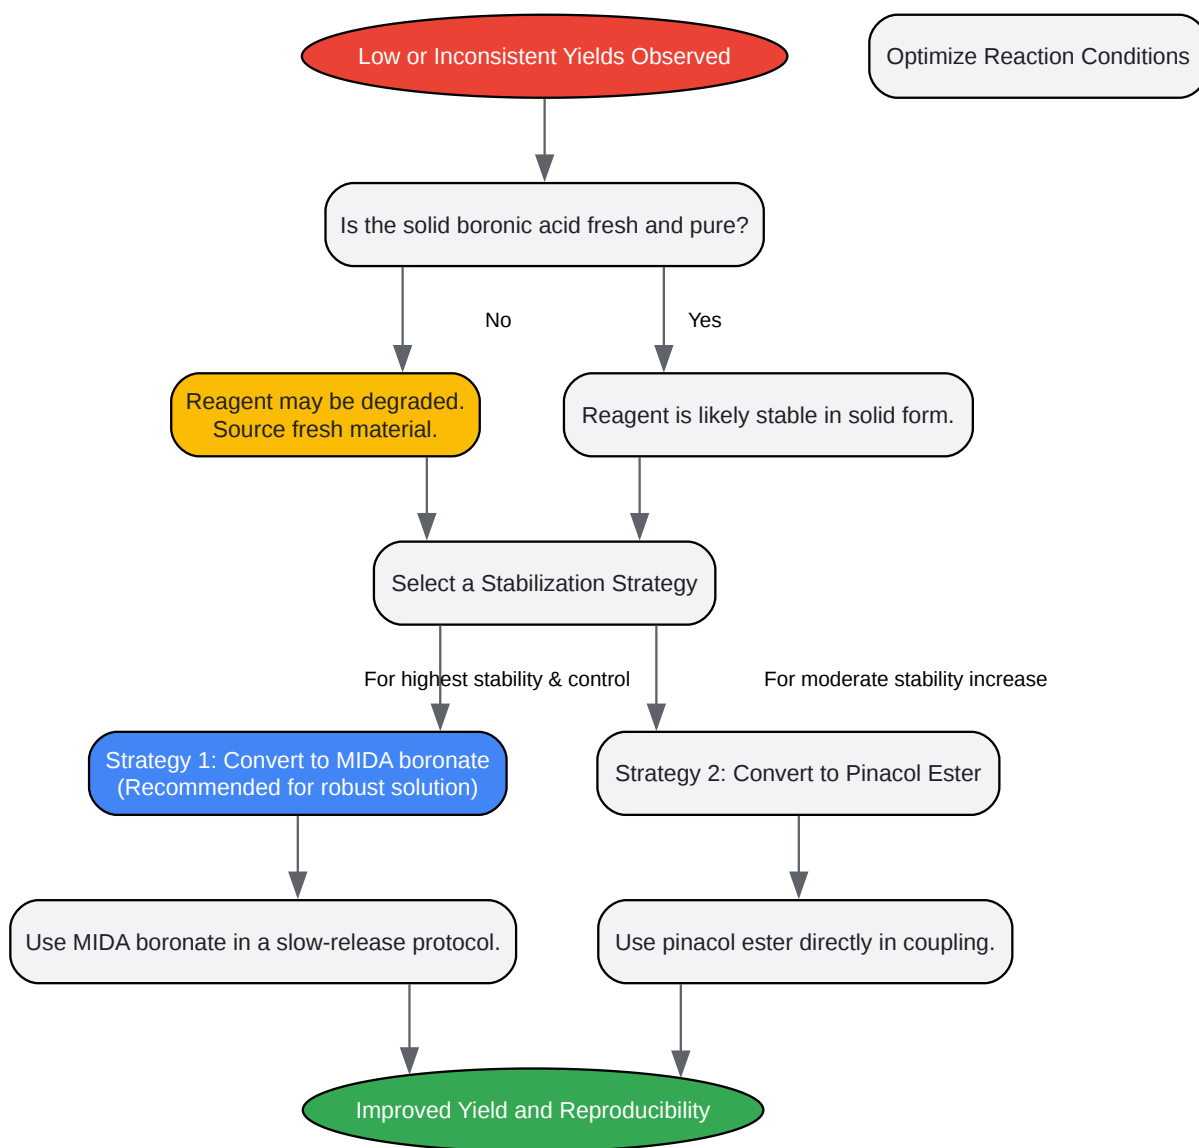 Low or Inconsistent Yields Observed
Optimize Reaction Conditions
Is the solid boronic acid fresh and pure?
No
Yes
Reagent may be degraded.
Source fresh material.
Reagent is likely stable in solid form.
Select a Stabilization Strategy
For highest stability & control
For moderate stability increase
Strategy 1: Convert to MIDA boronate
(Recommended for robust solution)
Strategy 2: Convert to Pinacol Ester
Use MIDA boronate in a slow-release protocol.
Use pinacol ester directly in coupling.
Improved Yield and Reproducibility